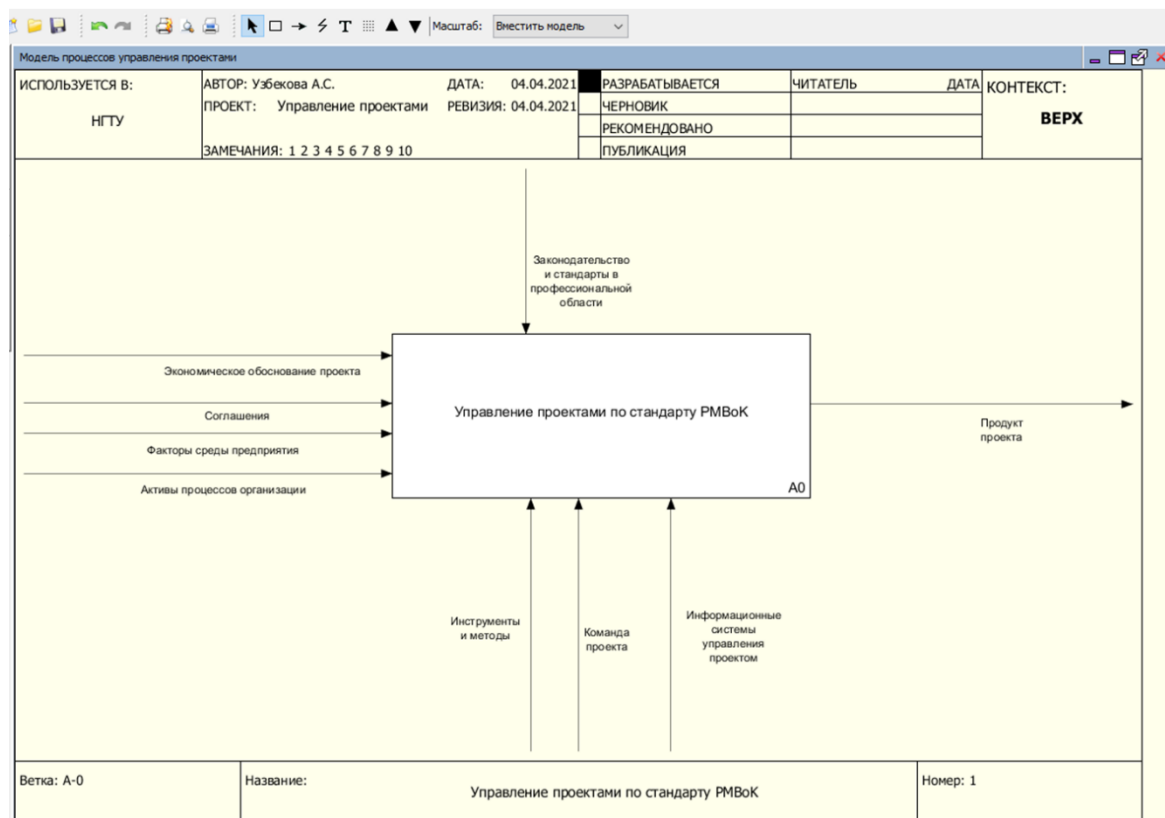 Масштаб: Вместить модель
Модель процессов управления проектами
ИСПОЛЬЗУЕТСЯ В:
НГТУ
АВТОР: Узбекова А.С.
ДАТА: 04.04.2021
ПРОЕКТ: Управление проектами
РЕВИЗИЯ: 04.04.2021
ЗАМЕЧАНИЯ: 1 2 3 4 5 6 7 8 9 10
РАЗРАБАТЫВАЕТСЯ
ЧЕРНОВИК
РЕКОМЕНДОВАНО
ПУБЛИКАЦИЯ
ЧИТАТЕЛЬ
ДАТА
КОНТЕКСТ:
ВЕРХ
Законодательство
и стандарты в
профессиональной
области
Экономическое обоснование проекта
Соглашения
Факторы среды предприятия
Активы процессов организации
Управление проектами по стандарту PMBoK
A0
Продукт
проекта
Инструменты
и методы
Команда
проекта
Информационные
системы
управления
проектом
Ветка: A-0
Название:
Управление проектами по стандарту PMBoK
Номер: 1